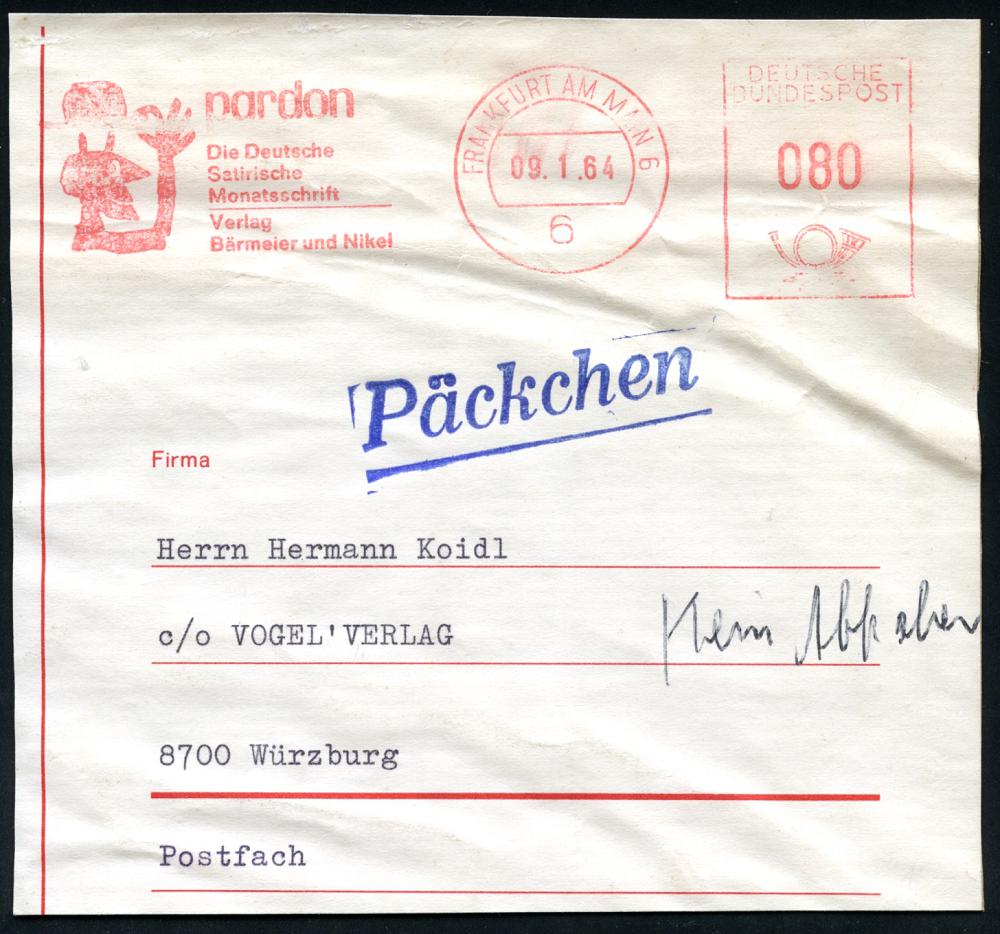 pardon
Die Deutsche
Satirische
Monatsschrift
Verlag
Bärmeier und Nikel
FRANKFURT AM MAIN 6
09.1.64
6
DEUTSCHE
BUNDESPOST
080
Päckchen
Firma
Herrn Hermann Koidl
c/o VOGEL'VERLAG
8700 Würzburg
Postfach